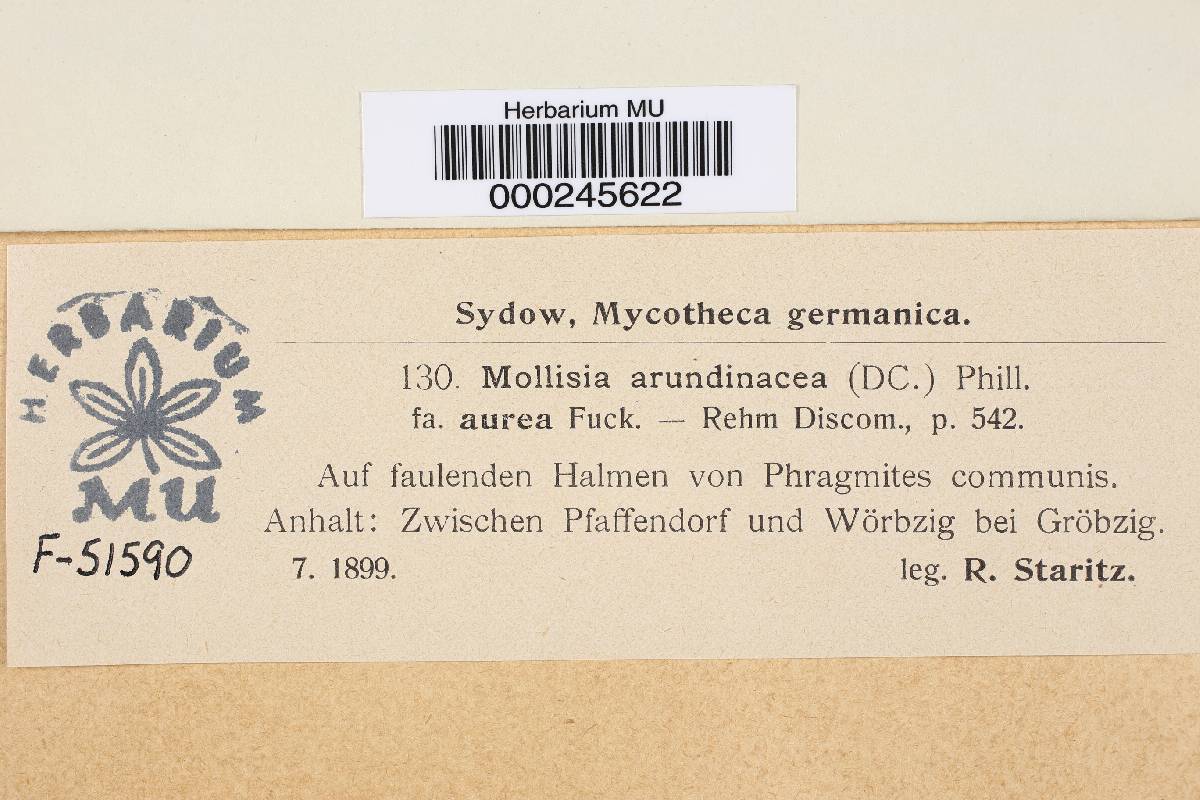 Herbarium MU
000245622
HERBARIUM
MU
F-51590
Sydow, Mycotheca germanica.
130. Mollisia arundinacea (DC.) Phill.
fa. aurea Fuck. — Rehm Discom., p. 542.
Auf faulenden Halmen von Phragmites communis.
Anhalt: Zwischen Pfaffendorf und Wörbzig bei Gröbzig.
7. 1899. leg. R. Staritz.